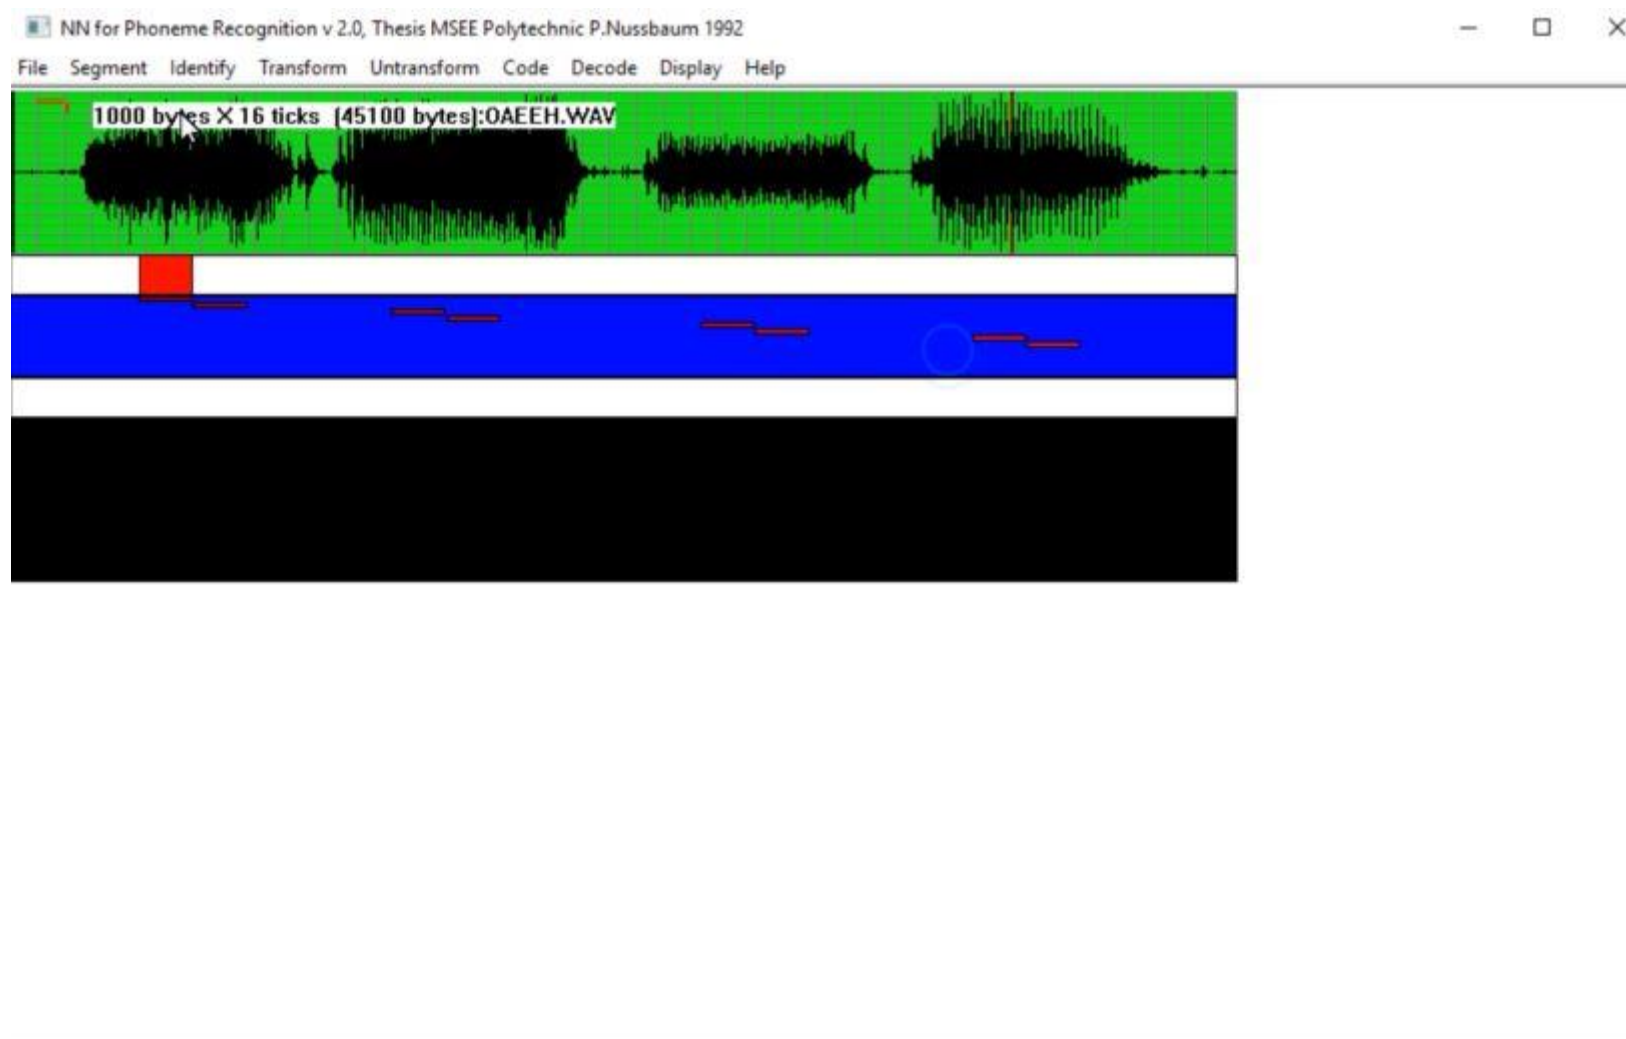 NN for Phoneme Recognition v 2.0, Thesis MSEE Polytechnic P.Nussbaum 1992
File Segment Identify Transform Untransform Code Decode Display Help
1000 bytes X 16 ticks [45100 bytes]:OAEEH.WAV